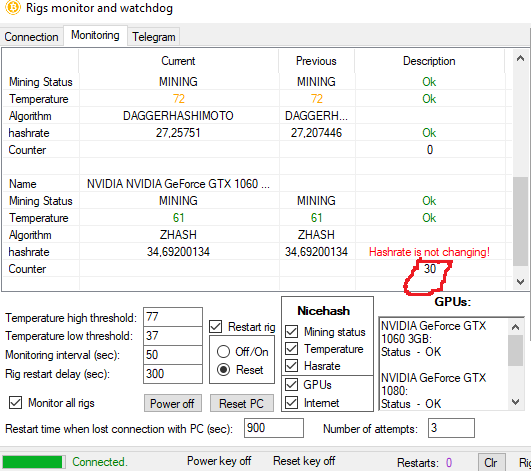 Rigs monitor and watchdog
Connection Monitoring Telegram
Current Previous Description
Mining Status MINING MINING Ok
Temperature 72 72 Ok
Algorithm DAGGERHASHIMOTO DAGGERH...
hashrate 27,25751 27,207446 Ok
Counter 0
Name NVIDIA NVIDIA GeForce GTX 1060 ...
Mining Status MINING MINING Ok
Temperature 61 61 Ok
Algorithm ZHASH ZHASH
hashrate 34,69200134 34,69200134 Hashrate is not changing!
Counter 30
Temperature high threshold: 77
Temperature low threshold: 37
Monitoring interval (sec): 50
Rig restart delay (sec): 300
Restart rig
Off/On
Reset
Nicehash
Mining status
Temperature
Hasrate
GPUs
Internet
GPUs:
NVIDIA GeForce GTX
1060 3GB:
Status - OK
NVIDIA GeForce GTX
1080:
Status - OK
Monitor all rigs Power off Reset PC
Restart time when lost connection with PC (sec): 900 Number of attempts: 3
Connected. Power key off Reset key off Restarts: 0 Clr Rig